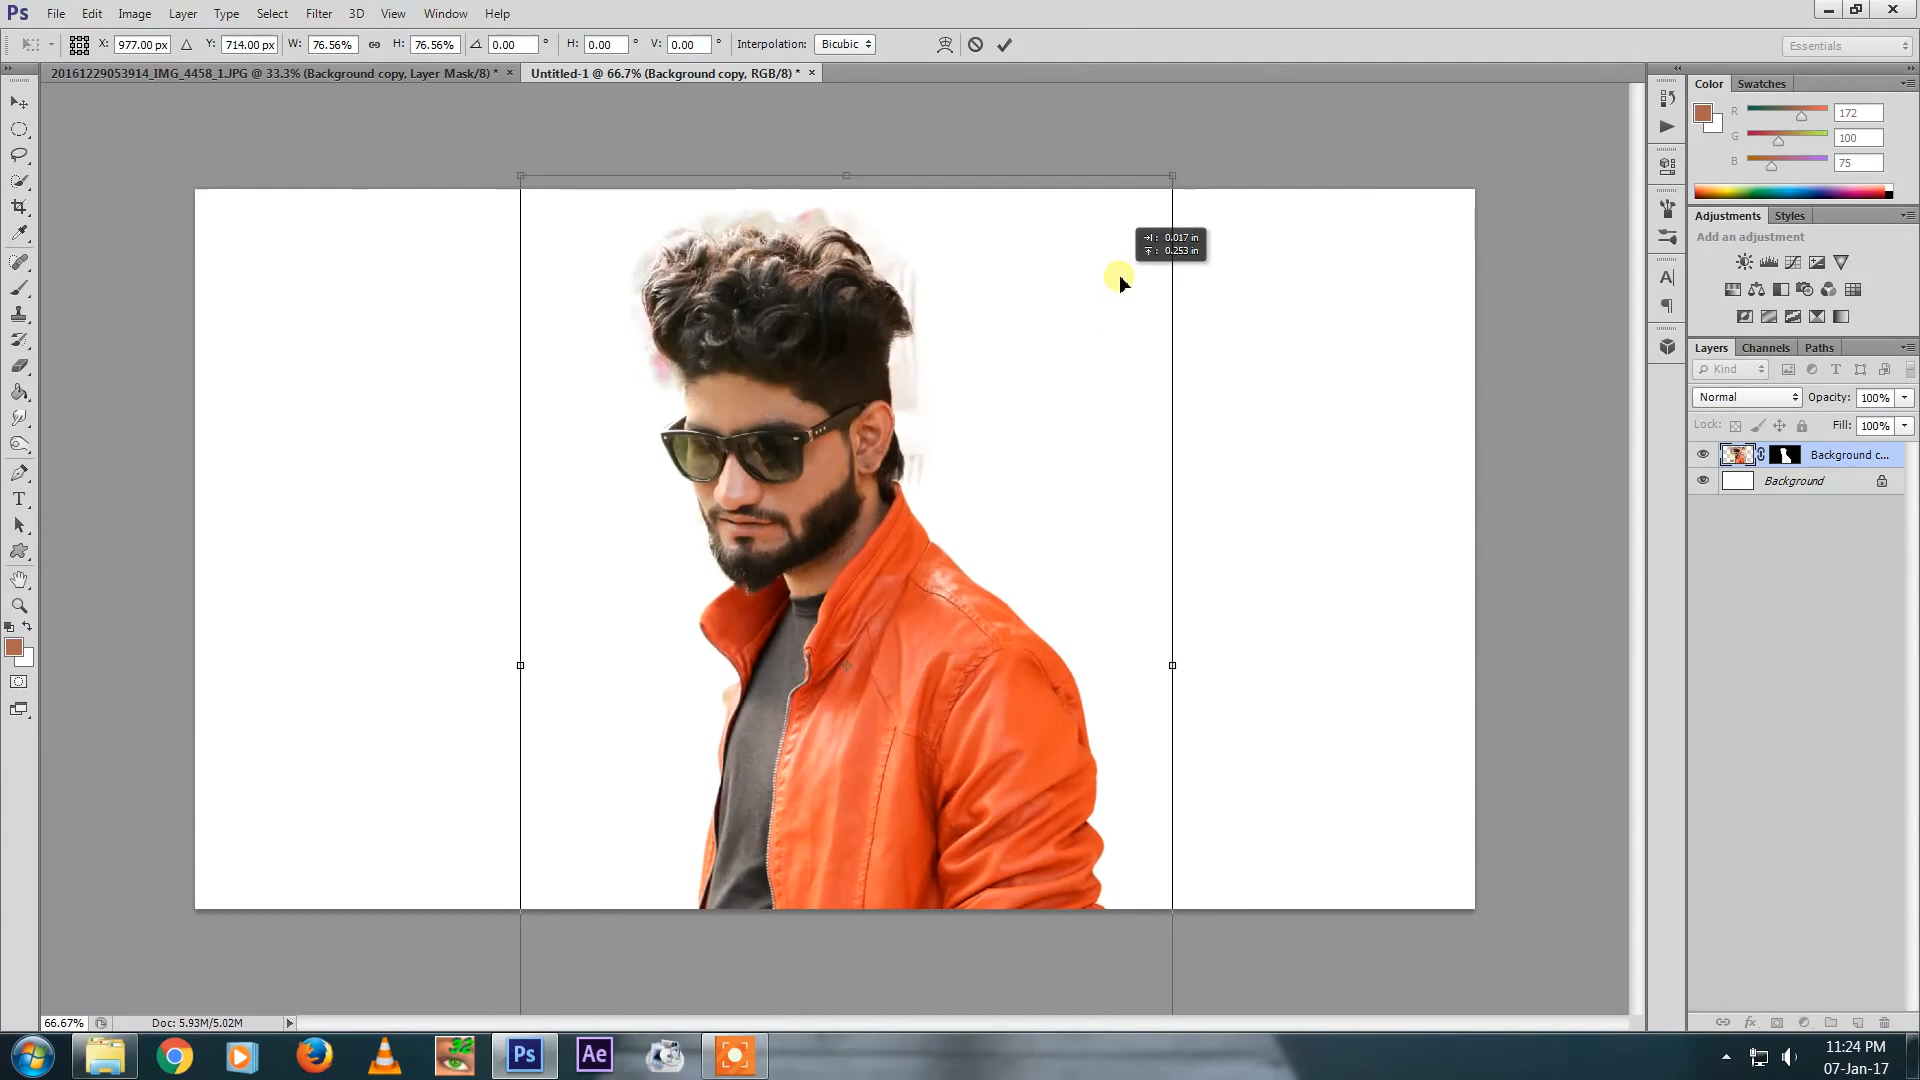 Ps File Edit Image Layer Type Select Filter 3D View Window Help
X: 977.00 px Y: 714.00 px W: 76.56% H: 76.56% 0.00 ° H: 0.00 ° V: 0.00 ° Interpolation: Bicubic
Essentials
20161229053914_IMG_4458_1.JPG @ 33.3% (Background copy, Layer Mask/8) * × Untitled-1 @ 66.7% (Background copy, RGB/8) * ×
Color Swatches
R 172
G 100
B 75
Adjustments Styles
Add an adjustment
: 0.017 in
: 0.253 in
Layers Channels Paths
Kind
Normal Opacity: 100%
Lock: Fill: 100%
Background c...
Background
66.67% Doc: 5.93M/5.02M
32 Ps Ae
11:24 PM
07-Jan-17